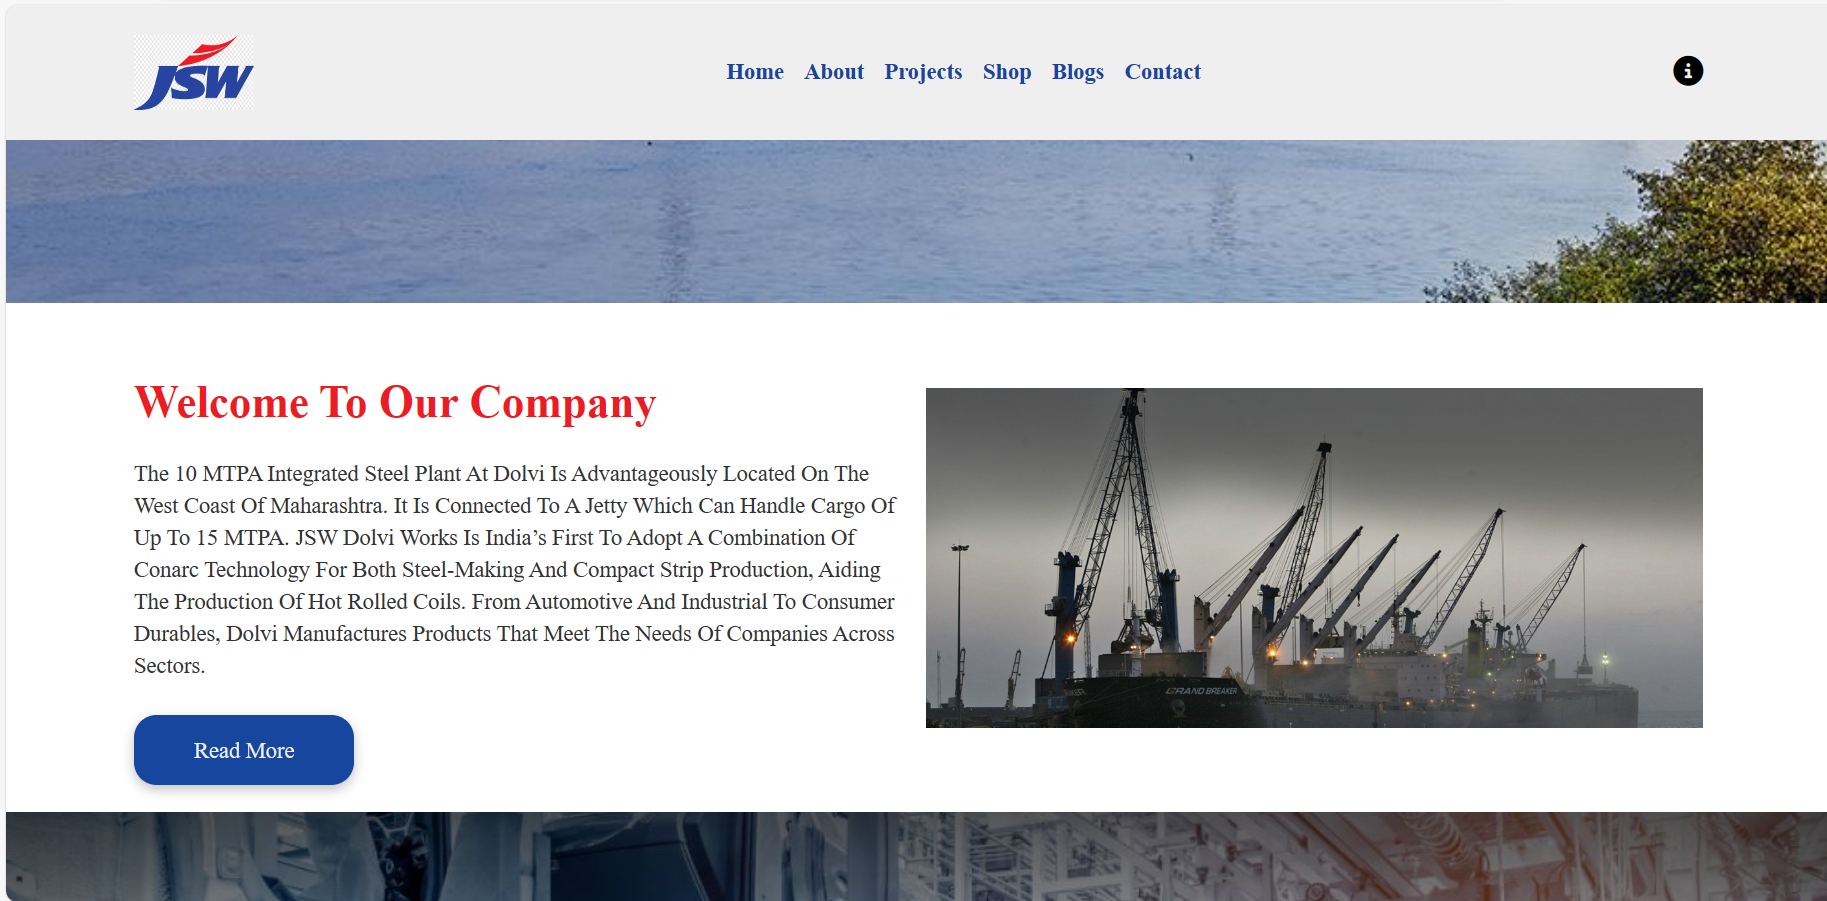 JSW
Home About Projects Shop Blogs Contact
Welcome To Our Company
The 10 MTPA Integrated Steel Plant At Dolvi Is Advantageously Located On The
West Coast Of Maharashtra. It Is Connected To A Jetty Which Can Handle Cargo Of
Up To 15 MTPA. JSW Dolvi Works Is India’s First To Adopt A Combination Of
Conarc Technology For Both Steel-Making And Compact Strip Production, Aiding
The Production Of Hot Rolled Coils. From Automotive And Industrial To Consumer
Durables, Dolvi Manufactures Products That Meet The Needs Of Companies Across
Sectors.
GRAND BREAKER
Read More